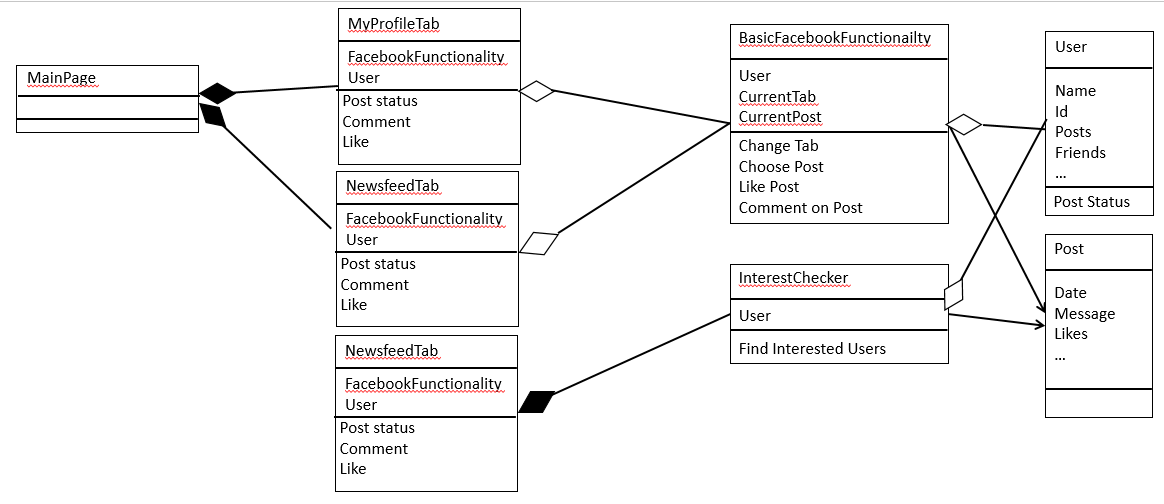 MainPage
MyProfileTab
FacebookFunctionality
User
Post status
Comment
Like
NewsfeedTab
FacebookFunctionality
User
Post status
Comment
Like
NewsfeedTab
FacebookFunctionality
User
Post status
Comment
Like
BasicFacebookFunctionailty
User
CurrentTab
CurrentPost
Change Tab
Choose Post
Like Post
Comment on Post
InterestChecker
User
Find Interested Users
User
Name
Id
Posts
Friends
...
Post Status
Post
Date
Message
Likes
...